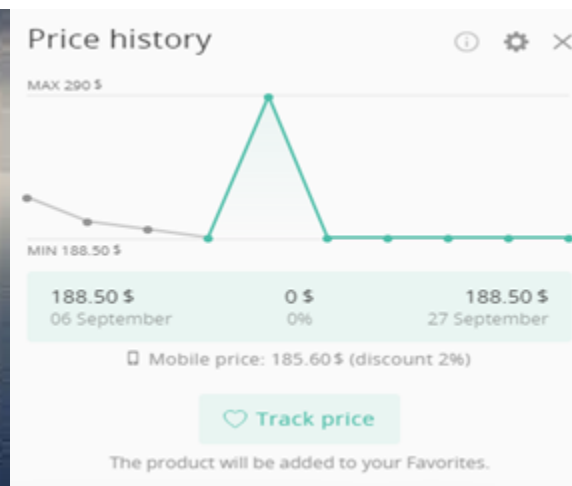 Price history
MAX 290 $
MIN 188.50 $
188.50 $ 0 $ 188.50 $
06 September 0% 27 September
Mobile price: 185.60$ (discount 2%)
Track price
The product will be added to your Favorites.